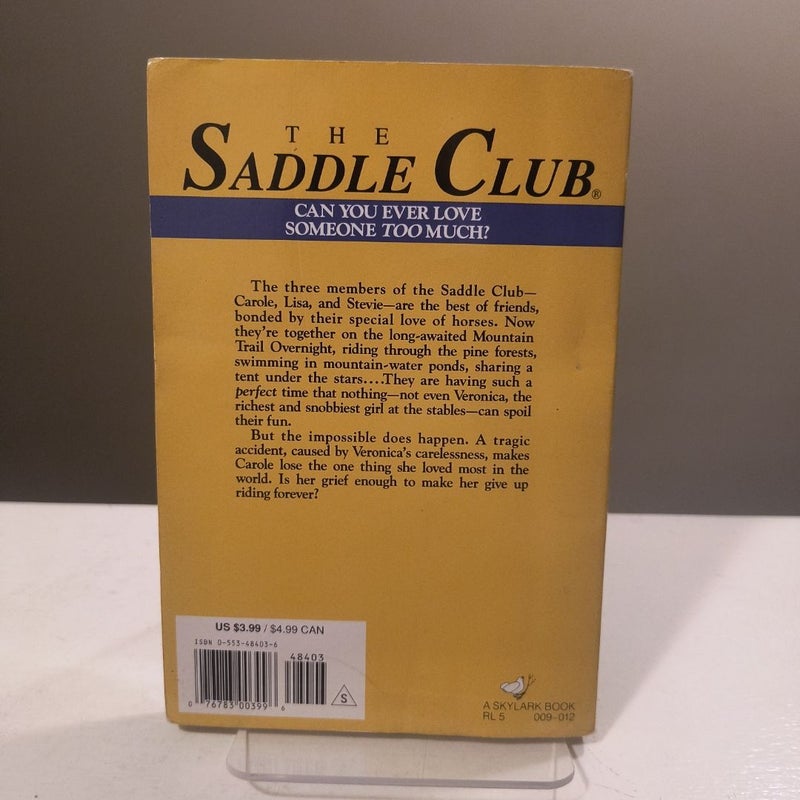 THE
SADDLE CLUB®
CAN YOU EVER LOVE
SOMEONE TOO MUCH?
The three members of the Saddle Club—
Carole, Lisa, and Stevie—are the best of friends,
bonded by their special love of horses. Now
they're together on the long-awaited Mountain
Trail Overnight, riding through the pine forests,
swimming in mountain-water ponds, sharing a
tent under the stars....They are having such a
perfect time that nothing—not even Veronica, the
richest and snobbiest girl at the stables—can spoil
their fun.
But the impossible does happen. A tragic
accident, caused by Veronica's carelessness, makes
Carole lose the one thing she loved most in the
world. Is her grief enough to make her give up
riding forever?
US $3.99 / $4.99 CAN
ISBN 0-553-48403-6
48403
0 76783 00399 6
S
A SKYLARK BOOK
RL 5 009-012